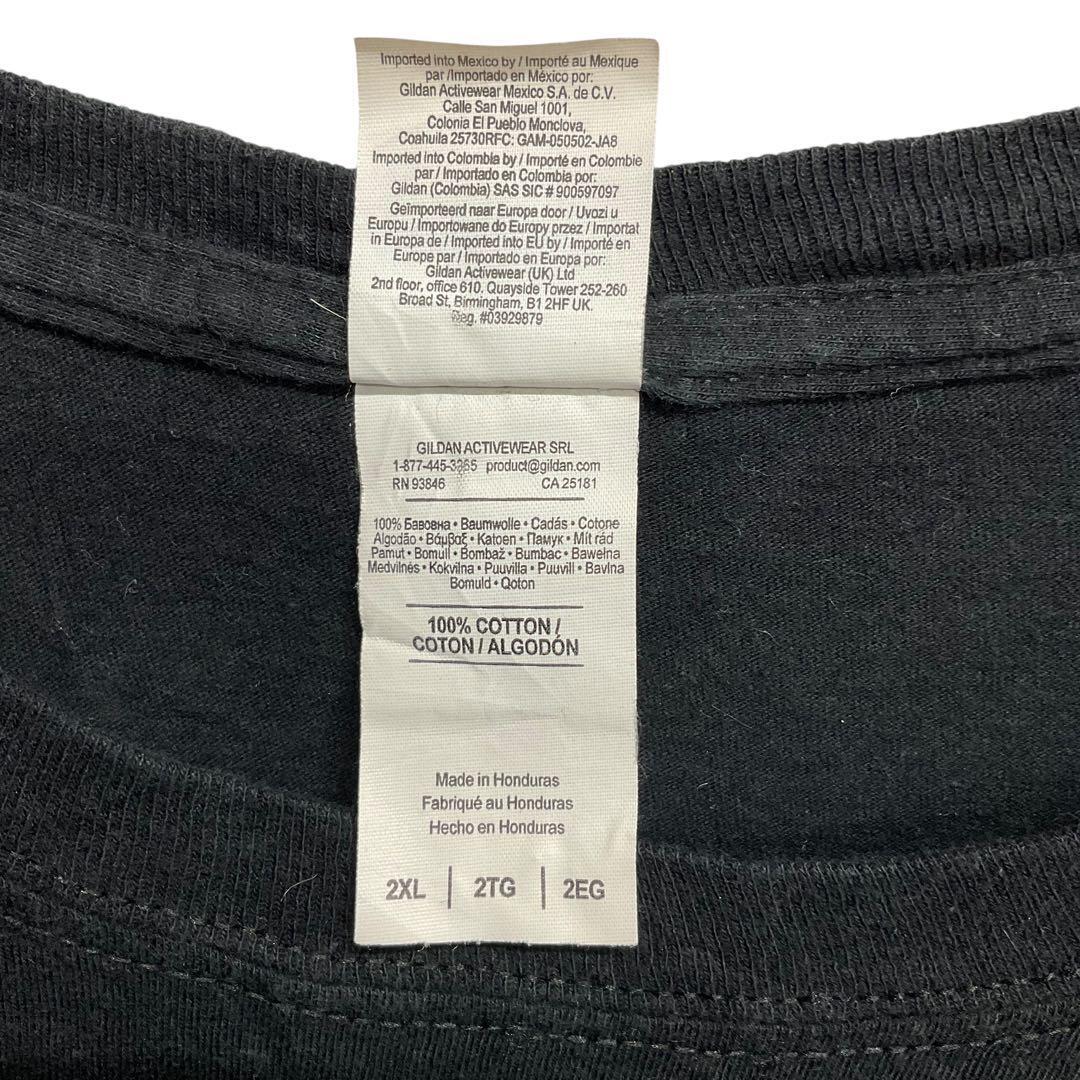 Imported into Mexico by / Importé au Mexique
par /Importado en México por:
Gildan Activewear Mexico S.A. de C.V.
Calle San Miguel 1001,
Colonia El Pueblo Monclova,
Coahuila 25730RFC: GAM-050502-JA8
Imported into Colombia by / Importé en Colombie
par / Importado en Colombia por:
Gildan (Colombia) SAS SIC # 900597097
Geïmporteerd naar Europa door / Uvozi u
Europu / Importowane do Europy przez / Importat
in Europa de / Imported into EU by / Importé en
Europe par / Importado en Europa por:
Gildan Activewear (UK) Ltd
2nd floor, office 610, Quayside Tower 252-260
Broad St, Birmingham, B1 2HF UK.
Reg. #03929879
GILDAN ACTIVEWEAR SRL
1-877-445-3265 product@gildan.com
RN 93846 CA 25181
100% Бавовна • Baumwolle • Cadás • Cotone
Algodão • Βάμβαξ • Katoen • Памук • Mit rád
Pamut • Bomull • Bombaž • Bumbac • Bawełna
Medvilnės • Kokvilna • Puuvilla • Puuvill • Bavlna
Bomuld • Qoton
100% COTTON /
COTON / ALGODÓN
Made in Honduras
Fabriqué au Honduras
Hecho en Honduras
2XL | 2TG | 2EG